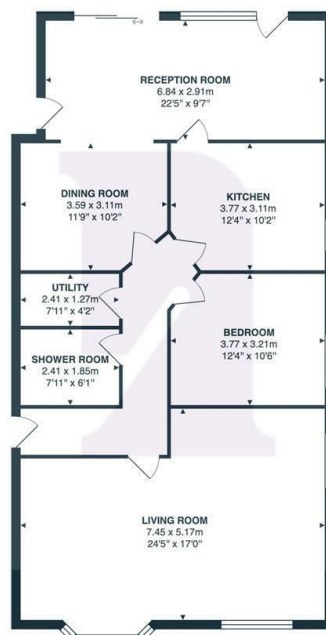 RECEPTION ROOM
6.84 x 2.91m
22'5" x 9'7"
DINING ROOM
3.59 x 3.11m
11'9" x 10'2"
KITCHEN
3.77 x 3.11m
12'4" x 10'2"
UTILITY
2.41 x 1.27m
7'11" x 4'2"
BEDROOM
3.77 x 3.21m
12'4" x 10'6"
SHOWER ROOM
2.41 x 1.85m
7'11" x 6'1"
LIVING ROOM
7.45 x 5.17m
24'5" x 17'0"